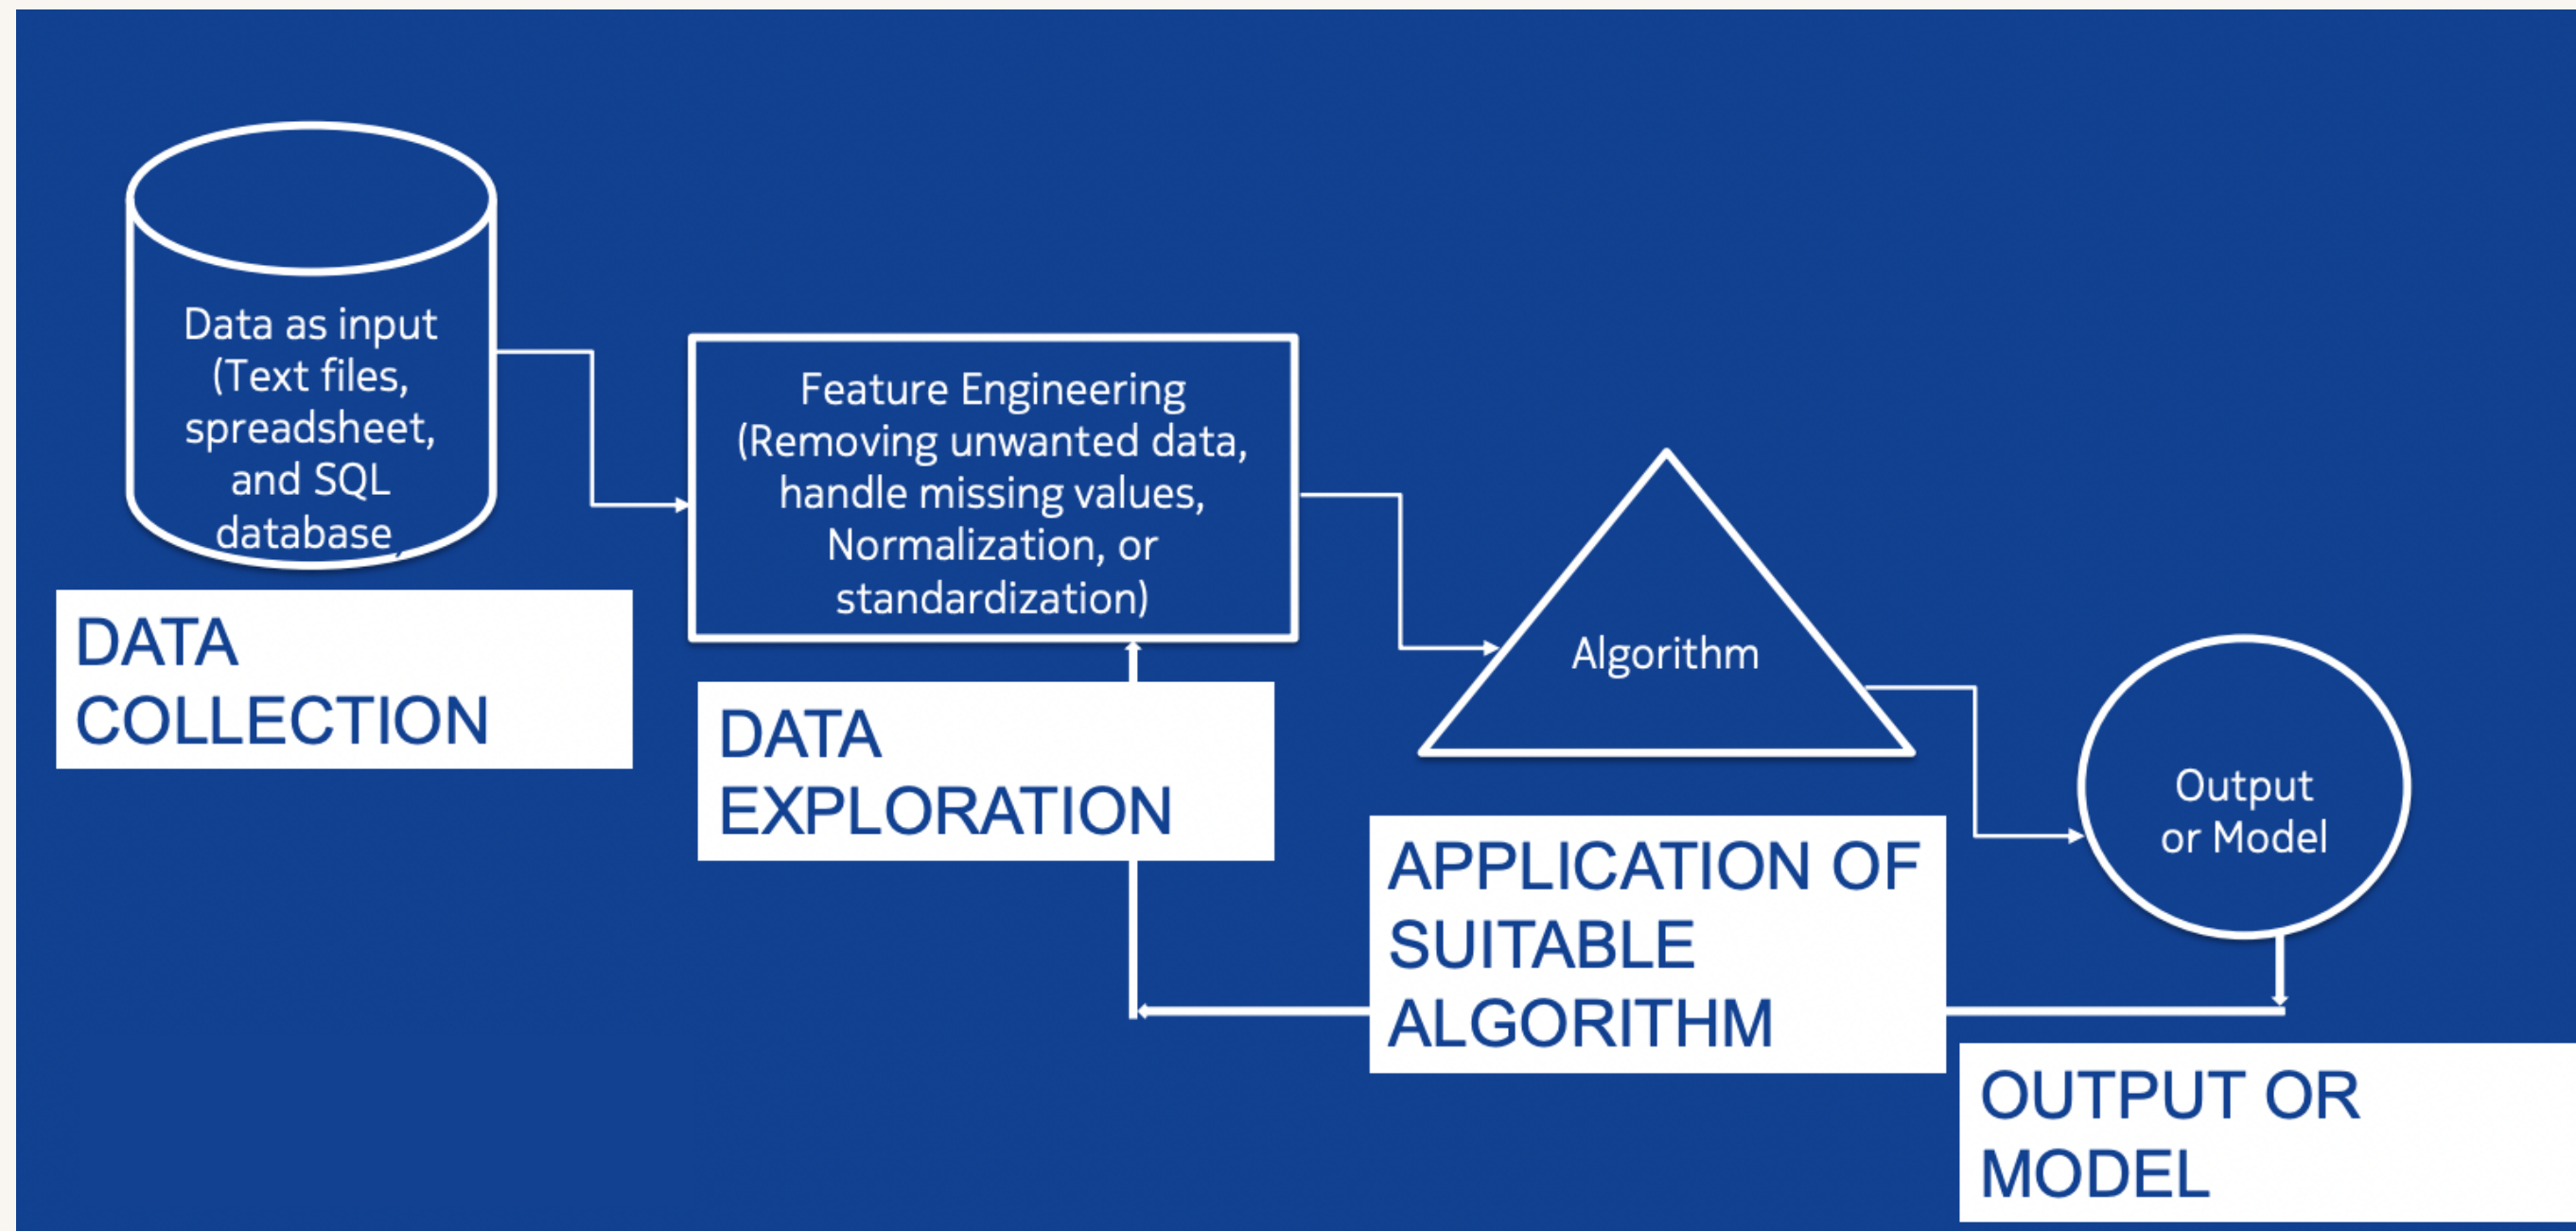 Data as input
(Text files,
spreadsheet,
and SQL
database
DATA
COLLECTION
Feature Engineering
(Removing unwanted data,
handle missing values,
Normalization, or
standardization)
DATA
EXPLORATION
Algorithm
APPLICATION OF
SUITABLE
ALGORITHM
Output
or Model
OUTPUT OR
MODEL